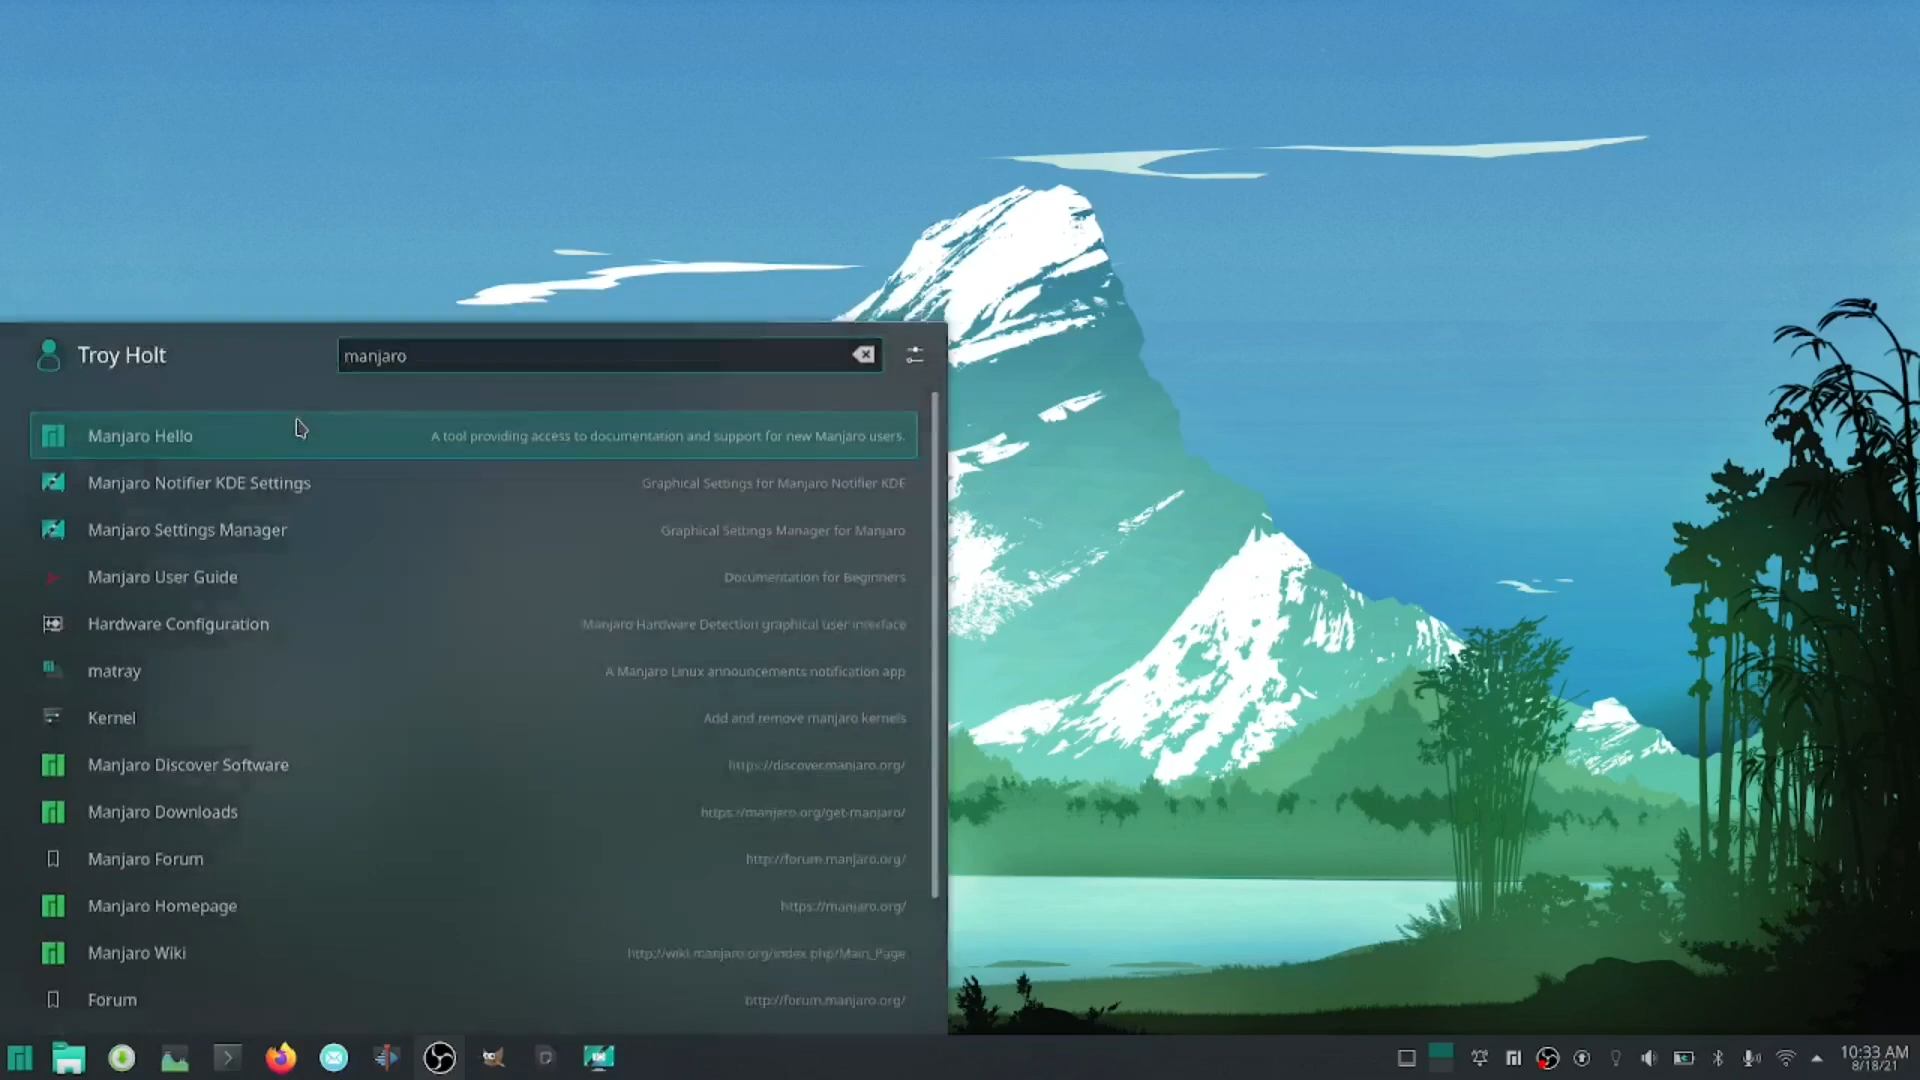 Troy Holt
manjaro
Manjaro Hello A tool providing access to documentation and support for new Manjaro users.
Manjaro Notifier KDE Settings Graphical Settings for Manjaro Notifier KDE
Manjaro Settings Manager Graphical Settings Manager for Manjaro
Manjaro User Guide Documentation for Beginners
Hardware Configuration Manjaro Hardware Detection graphical user interface
matray A Manjaro Linux announcements notification app
Kernel Add and remove manjaro kernels
Manjaro Discover Software https://discover.manjaro.org/
Manjaro Downloads https://manjaro.org/get-manjaro/
Manjaro Forum http://forum.manjaro.org/
Manjaro Homepage https://manjaro.org/
Manjaro Wiki http://wiki.manjaro.org/index.php/Main_Page
Forum http://forum.manjaro.org/
10:33 AM
8/18/21